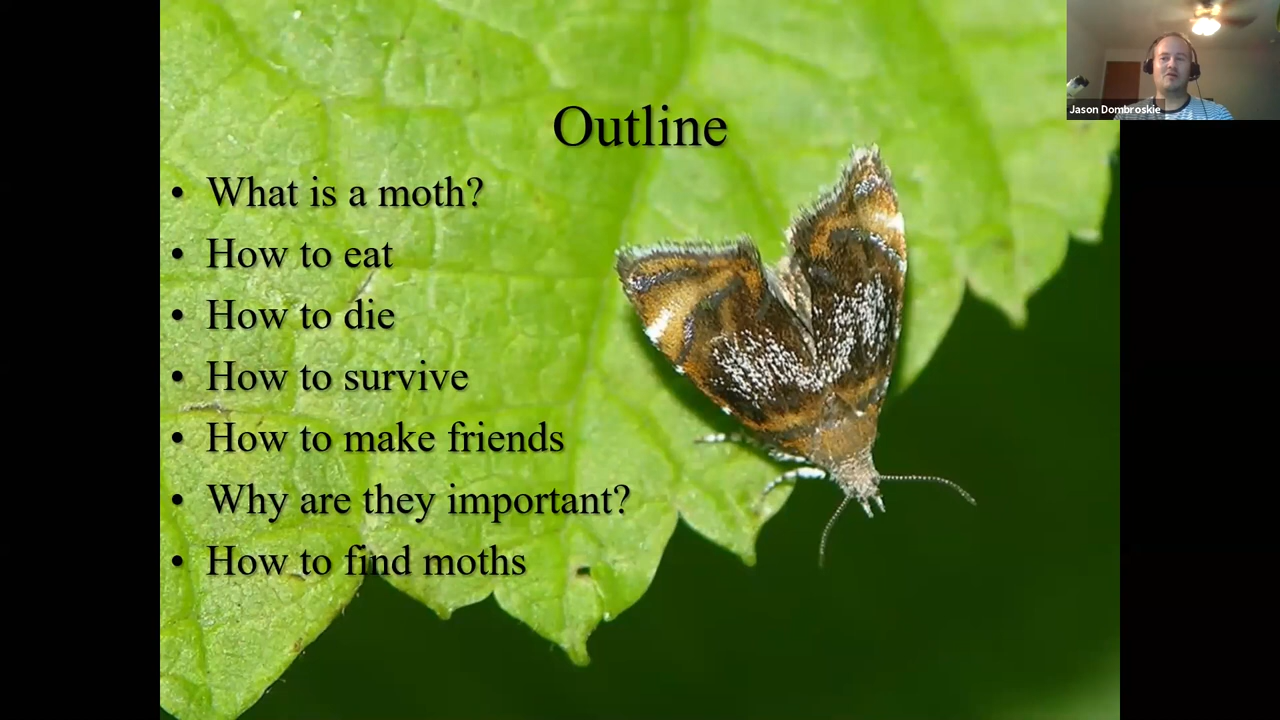 Jason Dombroskie
Outline
• What is a moth?
• How to eat
• How to die
• How to survive
• How to make friends
• Why are they important?
• How to find moths